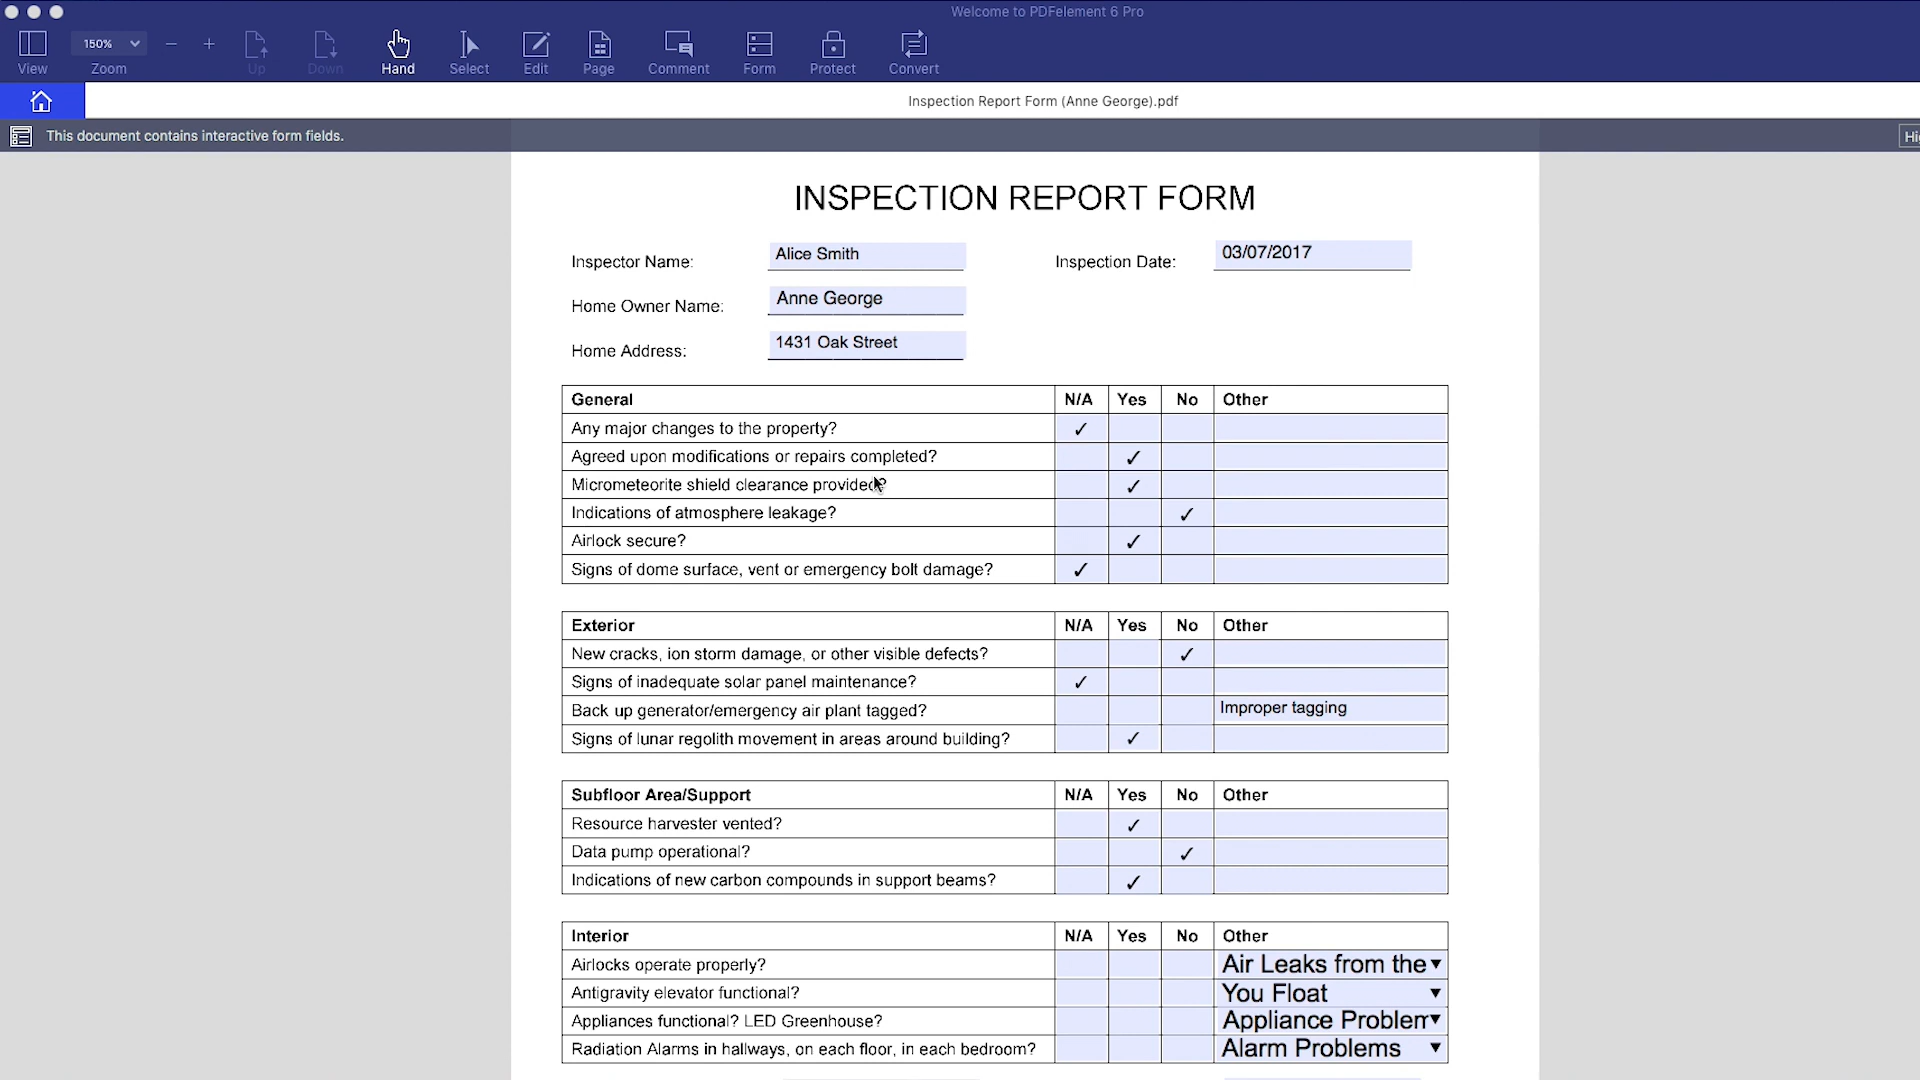 Welcome to PDFelement 6 Pro
150%
View Zoom Up Down Hand Select Edit Page Comment Form Protect Convert
Inspection Report Form (Anne George).pdf
This document contains interactive form fields.
INSPECTION REPORT FORM
Inspector Name: Alice Smith Inspection Date: 03/07/2017
Home Owner Name: Anne George
Home Address: 1431 Oak Street
General N/A Yes No Other
Any major changes to the property? ✓
Agreed upon modifications or repairs completed? ✓
Micrometeorite shield clearance provided? ✓
Indications of atmosphere leakage? ✓
Airlock secure? ✓
Signs of dome surface, vent or emergency bolt damage? ✓
Exterior N/A Yes No Other
New cracks, ion storm damage, or other visible defects? ✓
Signs of inadequate solar panel maintenance? ✓
Back up generator/emergency air plant tagged? Improper tagging
Signs of lunar regolith movement in areas around building? ✓
Subfloor Area/Support N/A Yes No Other
Resource harvester vented? ✓
Data pump operational? ✓
Indications of new carbon compounds in support beams? ✓
Interior N/A Yes No Other
Airlocks operate properly? Air Leaks from the
Antigravity elevator functional? You Float
Appliances functional? LED Greenhouse? Appliance Problem
Radiation Alarms in hallways, on each floor, in each bedroom? Alarm Problems